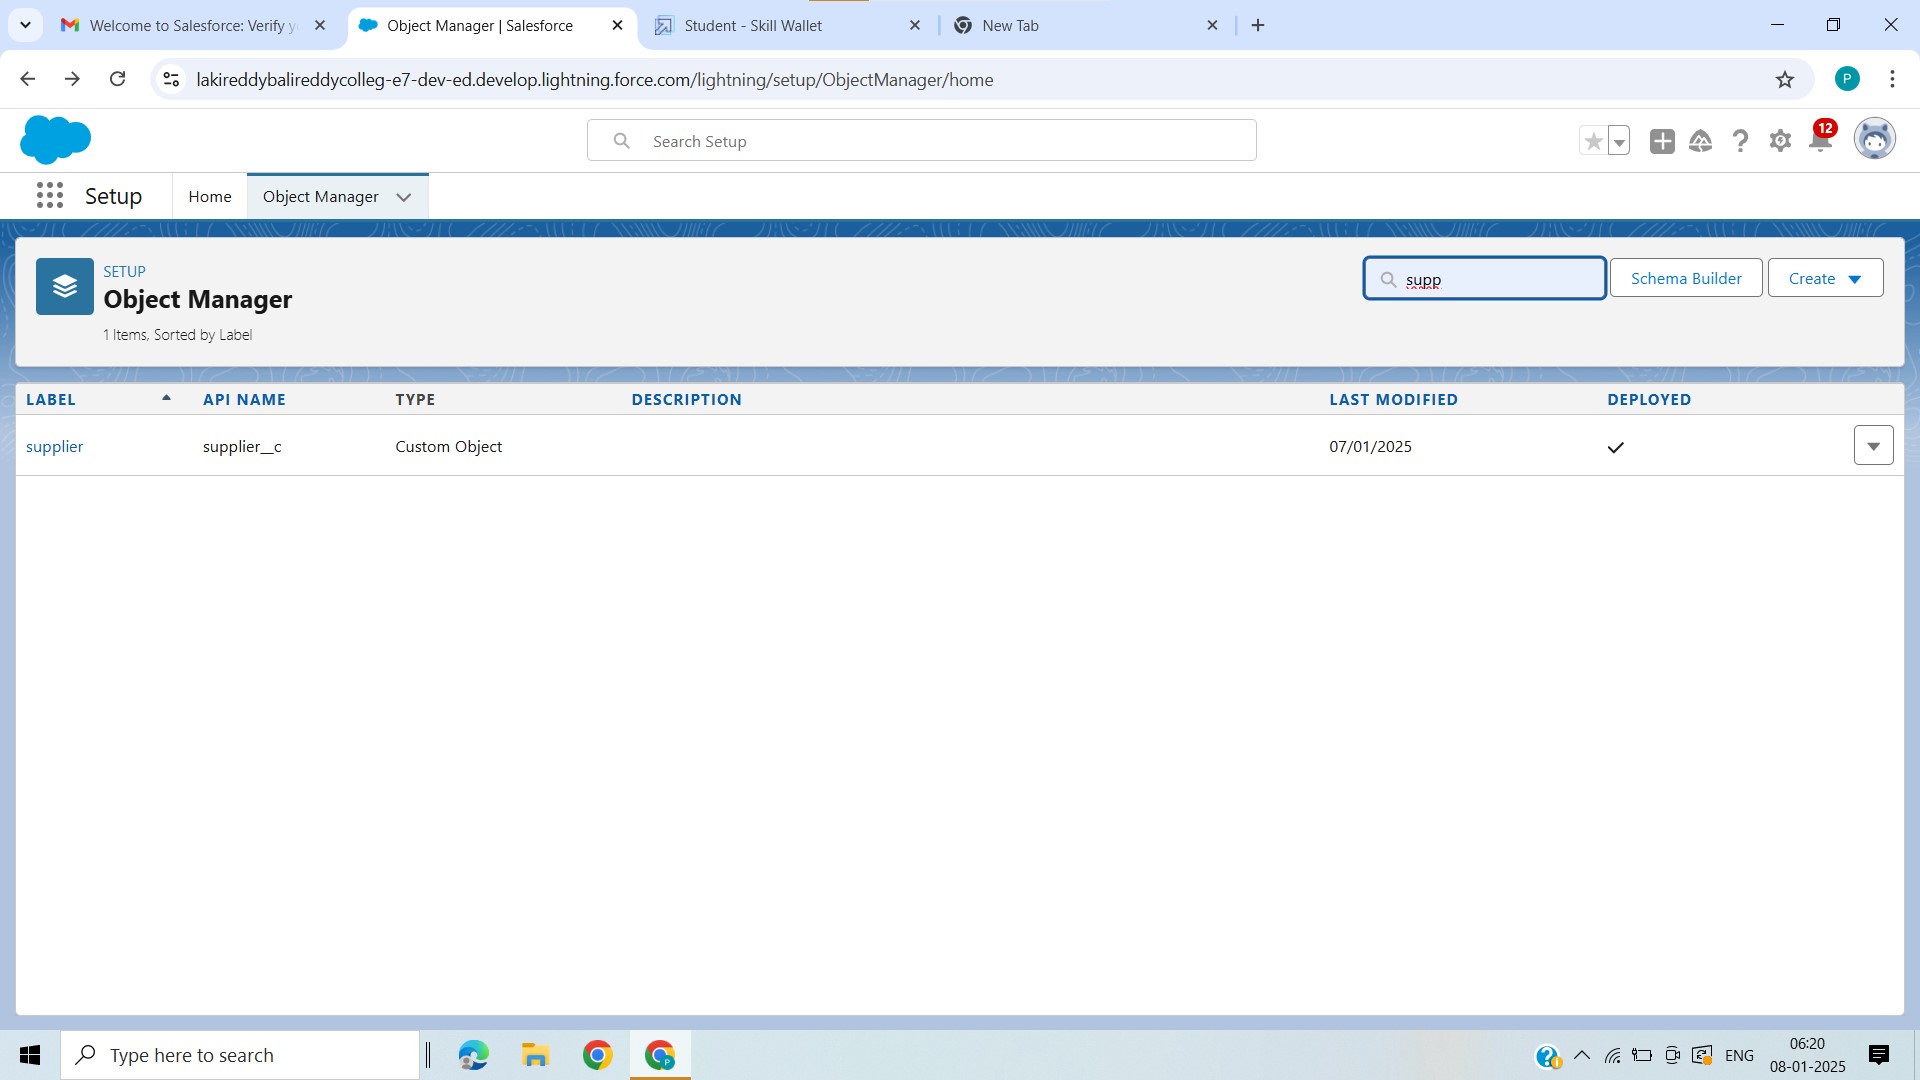 Welcome to Salesforce: Verify y
Object Manager | Salesforce
Student - Skill Wallet
New Tab
lakireddybalireddycolleg-e7-dev-ed.develop.lightning.force.com/lightning/setup/ObjectManager/home
P
Search Setup
12
Setup
Home
Object Manager
SETUP
Object Manager
1 Items, Sorted by Label
supp
Schema Builder
Create
LABEL
API NAME
TYPE
DESCRIPTION
LAST MODIFIED
DEPLOYED
supplier
supplier__c
Custom Object
07/01/2025
Type here to search
P
ENG
06:20
08-01-2025